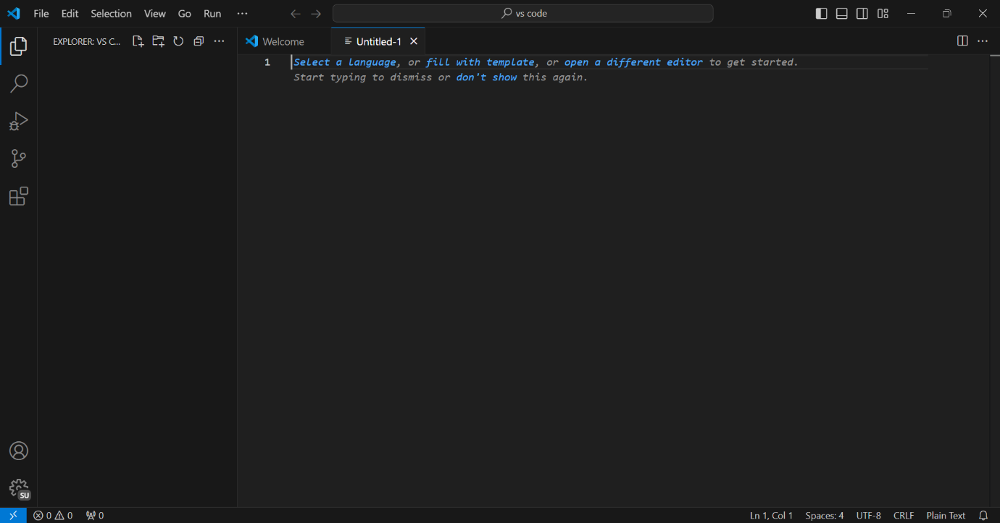 File Edit Selection View Go Run ··· vs code
EXPLORER: VS C... Welcome Untitled-1
1 Select a language, or fill with template, or open a different editor to get started.
Start typing to dismiss or don't show this again.
SU
0 0 0 Ln 1, Col 1 Spaces: 4 UTF-8 CRLF Plain Text